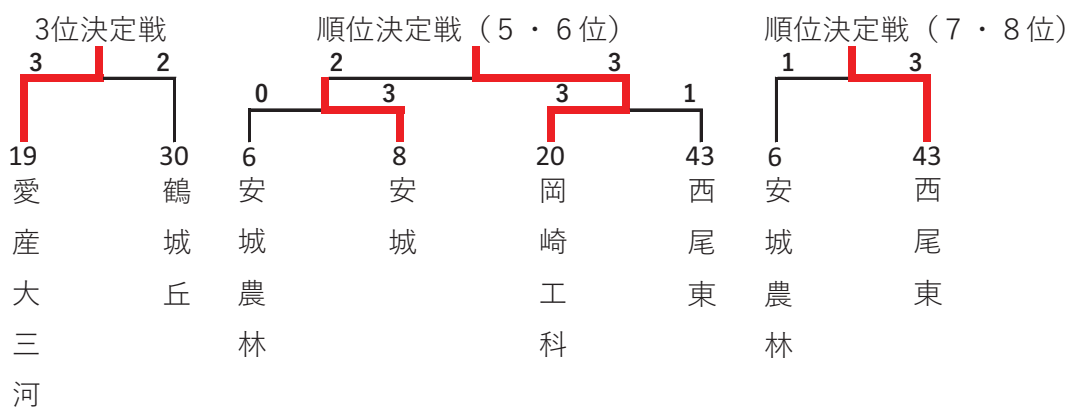 3位決定戦
順位決定戦（５・６位）
順位決定戦（７・８位）
3 2
2 3
1 3
0 3
3 1
19 30 6 8 20 43 6 43
愛産大三河
鶴城丘
安城農林
安城
岡崎工科
西尾東
安城農林
西尾東